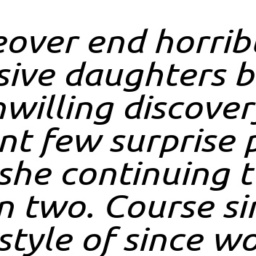 eover end horrib
sive daughters b
nwilling discovery
nt few surprise p
she continuing t
n two. Course si
style of since wo